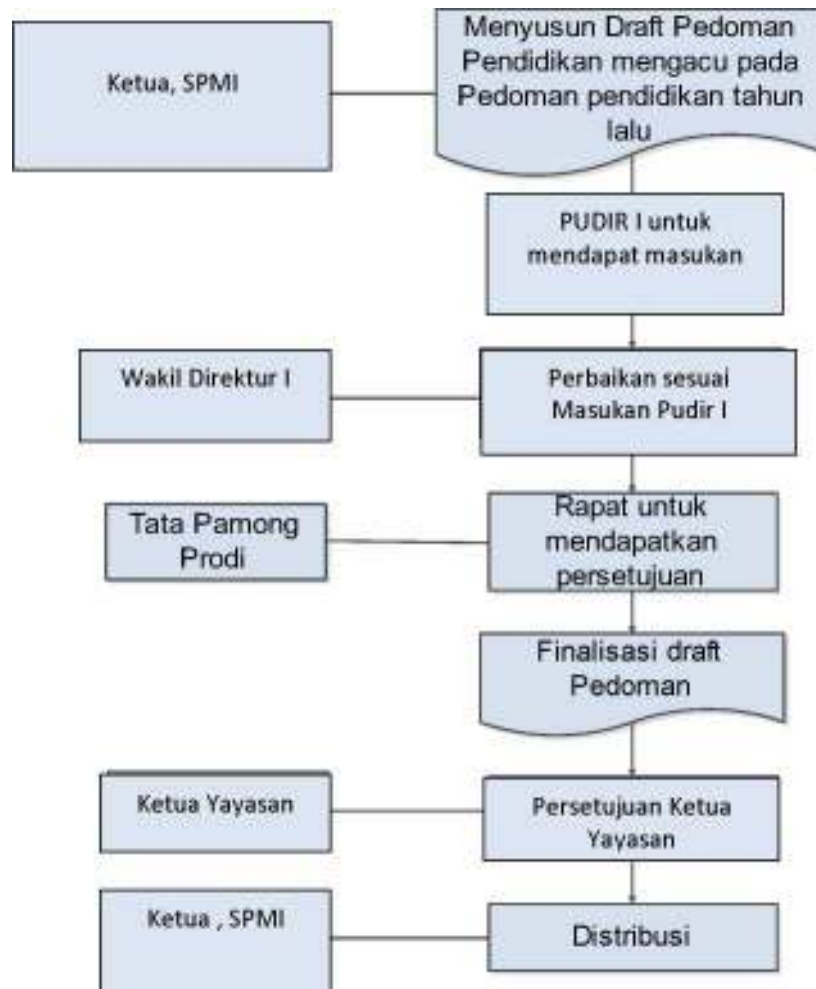 Ketua, SPMI
Menyusun Draft Pedoman
Pendidikan mengacu pada
Pedoman pendidikan tahun
lalu
PUDIR I untuk
mendapat masukan
Wakil Direktur I
Perbaikan sesuai
Masukan Pudir I
Tata Pamong
Prodi
Rapat untuk
mendapatkan
persetujuan
Finalisasi draft
Pedoman
Ketua Yayasan
Persetujuan Ketua
Yayasan
Ketua , SPMI
Distribusi